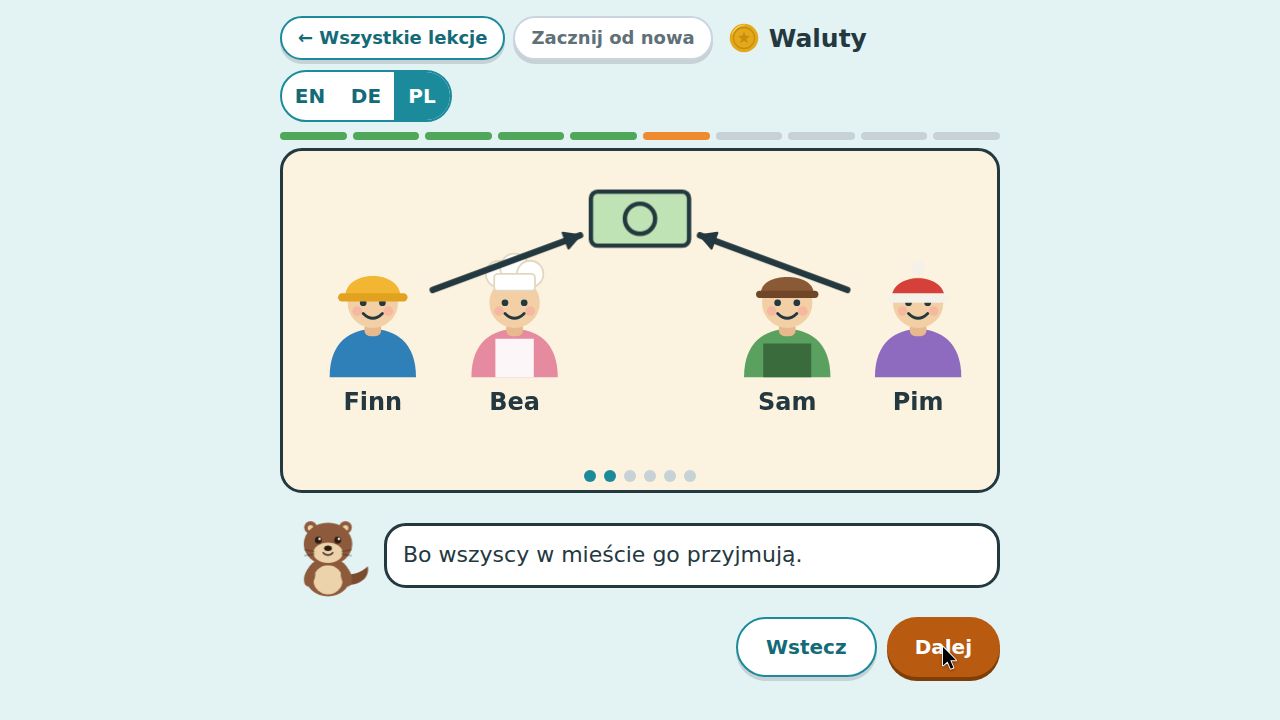 ← Wszystkie lekcje
Zacznij od nowa
Waluty
EN DE PL
Finn Bea Sam Pim
Bo wszyscy w mieście go przyjmują.
Wstecz
Dalej